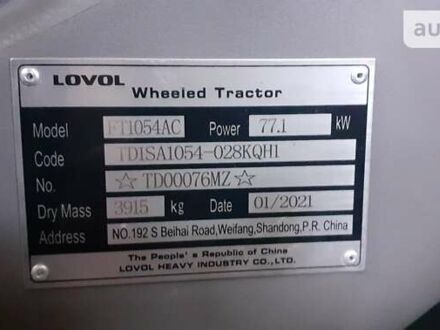 au
LOVOL
Wheeled Tractor
Model FT1054AC Power 77.1 kW
Code TDISA1054-028KQH1
No. ☆TD00076MZ☆
Dry Mass 3915 kg Date 01/2021
Address NO.192 S Beihai Road,Weifang,Shandong,P.R. China
The People's Republic of China
LOVOL HEAVY INDUSTRY CO.,LTD.